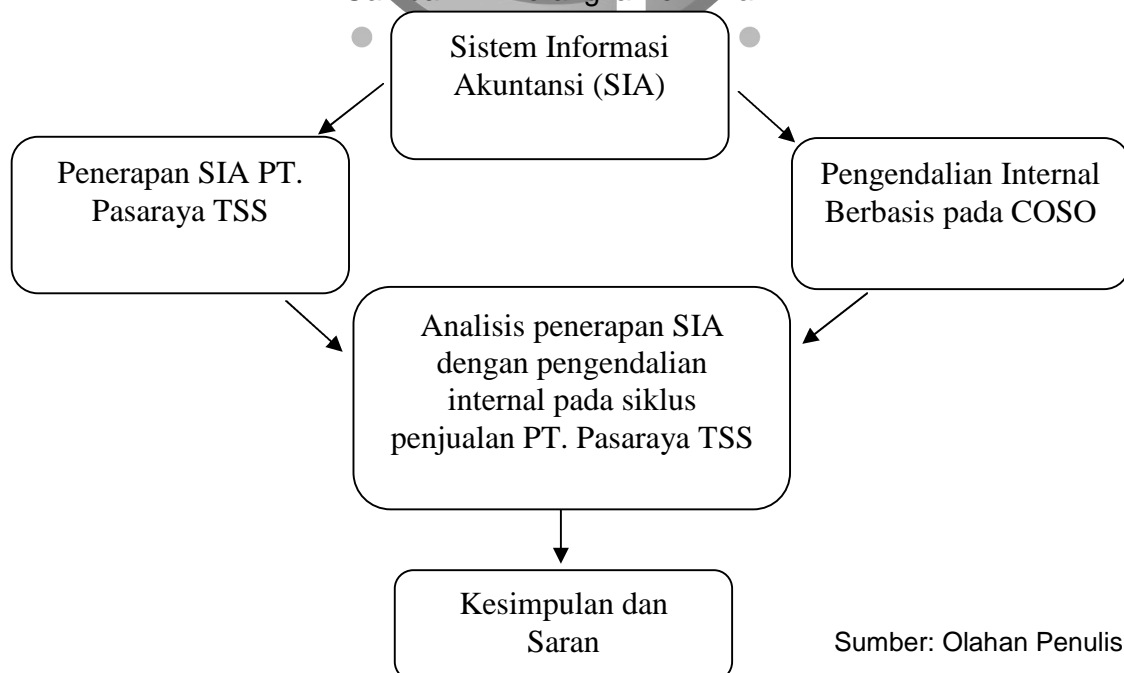 Sistem Informasi
Akuntansi (SIA)
Penerapan SIA PT.
Pasaraya TSS
Pengendalian Internal
Berbasis pada COSO
Analisis penerapan SIA
dengan pengendalian
internal pada siklus
penjualan PT. Pasaraya TSS
Kesimpulan dan
Saran
Sumber: Olahan Penulis